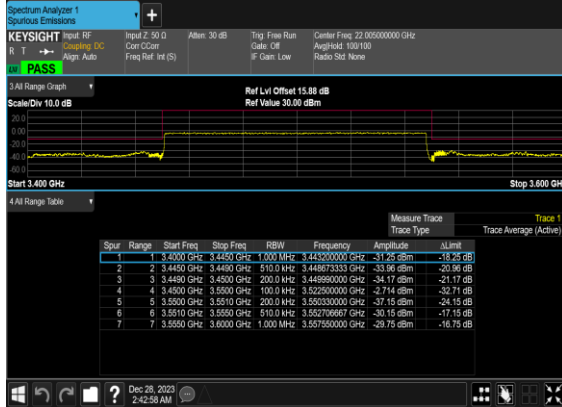 Spectrum Analyzer 1
Spurious Emissions
+
KEYSIGHT Input: RF Input Z: 50 Ω Atten: 30 dB Trig: Free Run Center Freq: 22.005000000 GHz
R T Coupling: DC Corr CCorr Gate: Off Avg|Hold: 100/100
Align: Auto Freq Ref: Int (S) IF Gain: Low Radio Std: None
PASS
3 All Range Graph Ref Lvl Offset 15.88 dB
Scale/Div 10.0 dB Ref Value 30.00 dBm
20.0
0.00
-20.0
-40.0
-60.0
Start 3.400 GHz Stop 3.600 GH
4 All Range Table
Measure Trace Trace 1
Trace Type Trace Average (Active)
Spur Range Start Freq Stop Freq RBW Frequency Amplitude ΔLimit
1 1 3.4000 GHz 3.4450 GHz 1.000 MHz 3.443200000 GHz -31.25 dBm -18.25 dB
2 2 3.4450 GHz 3.4490 GHz 510.0 kHz 3.448673333 GHz -33.96 dBm -20.96 dB
3 3 3.4490 GHz 3.4500 GHz 200.0 kHz 3.449990000 GHz -34.17 dBm -21.17 dB
4 4 3.4500 GHz 3.5500 GHz 100.0 kHz 3.522500000 GHz -2.714 dBm -32.71 dB
5 5 3.5500 GHz 3.5510 GHz 200.0 kHz 3.550330000 GHz -37.15 dBm -24.15 dB
6 6 3.5510 GHz 3.5550 GHz 510.0 kHz 3.552706667 GHz -30.15 dBm -17.15 dB
7 7 3.5550 GHz 3.6000 GHz 1.000 MHz 3.557550000 GHz -29.75 dBm -16.75 dB
? Dec 28, 2023
2:42:58 AM